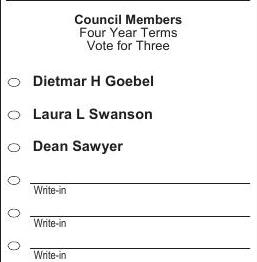 Council Members
Four Year Terms
Vote for Three
Dietmar H Goebel
Laura L Swanson
Dean Sawyer
Write-in
Write-in
Write-in